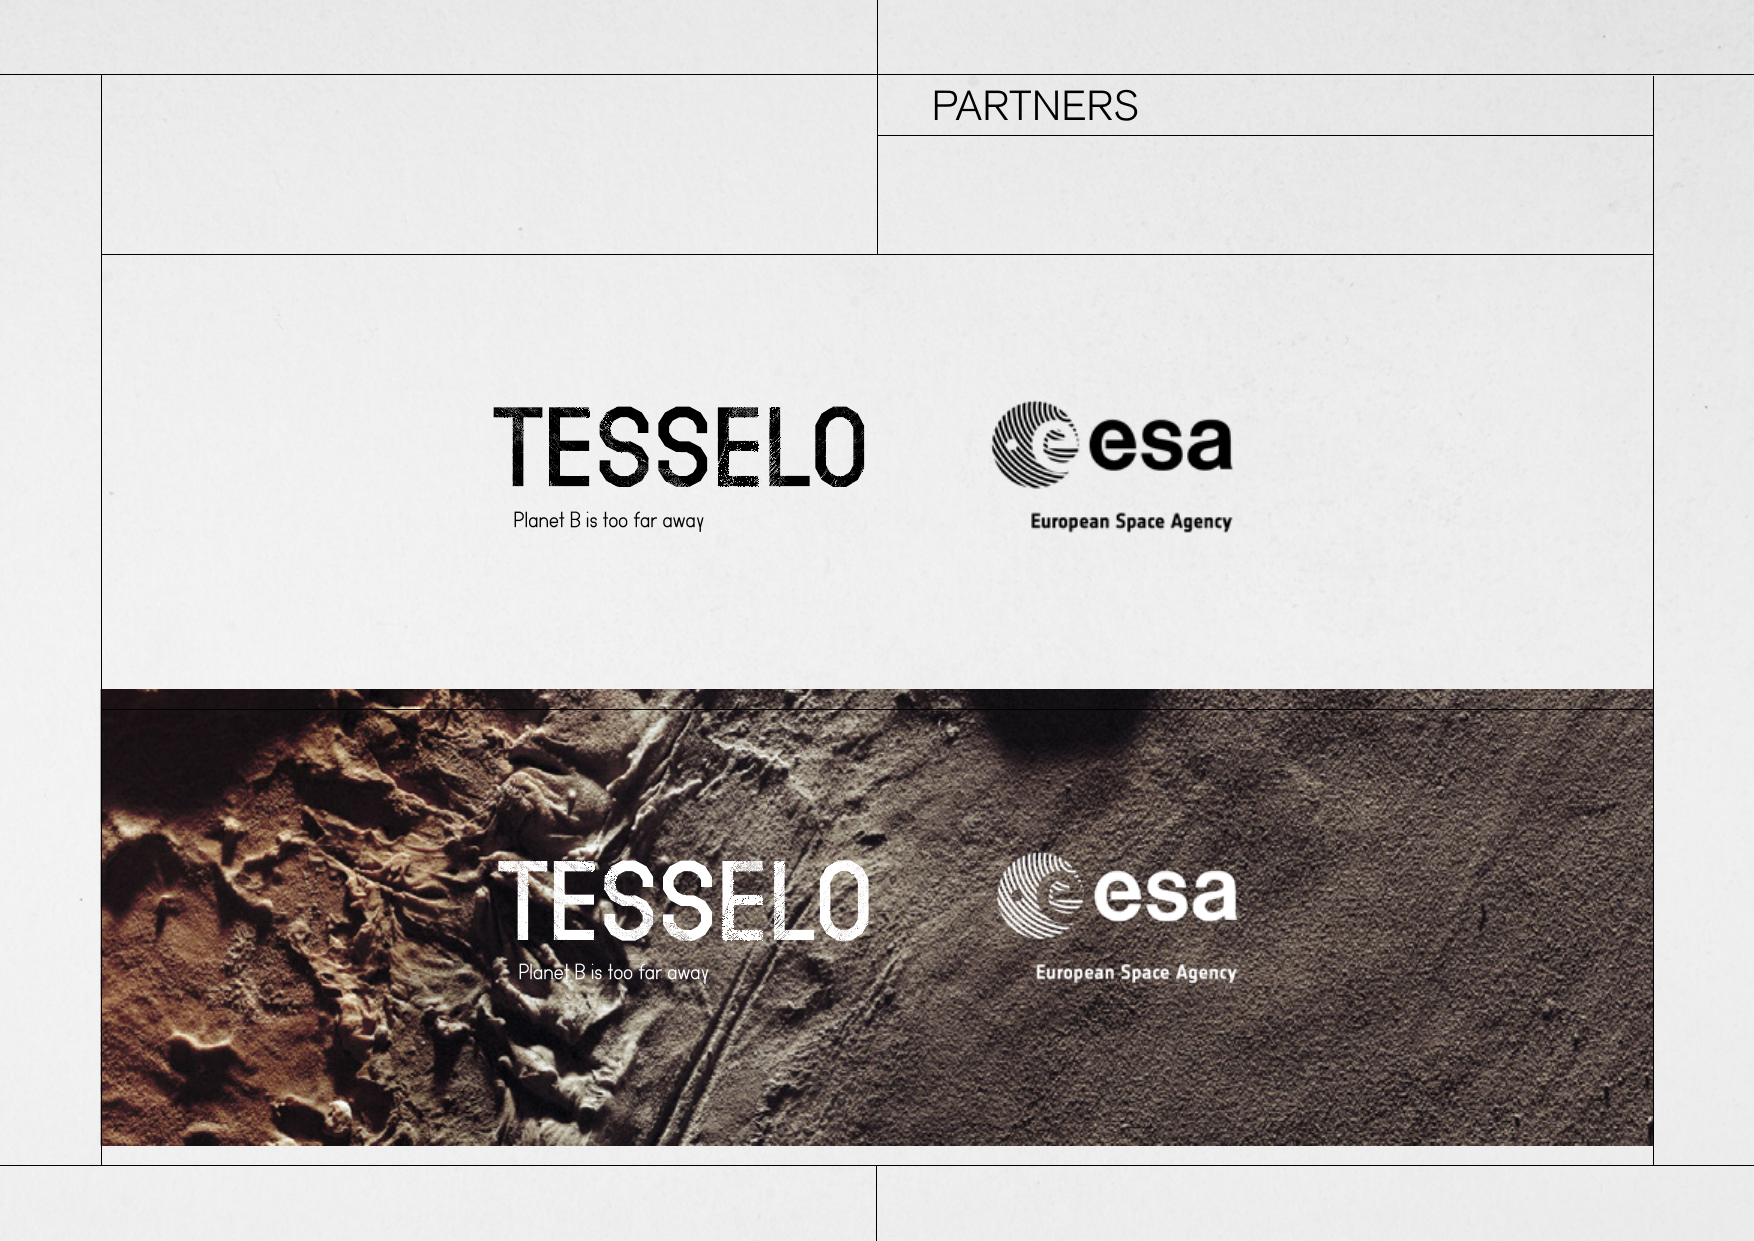 PARTNERS
TESSELO
Planet B is too far away
esa
European Space Agency
TESSELO
Planet B is too far away
esa
European Space Agency